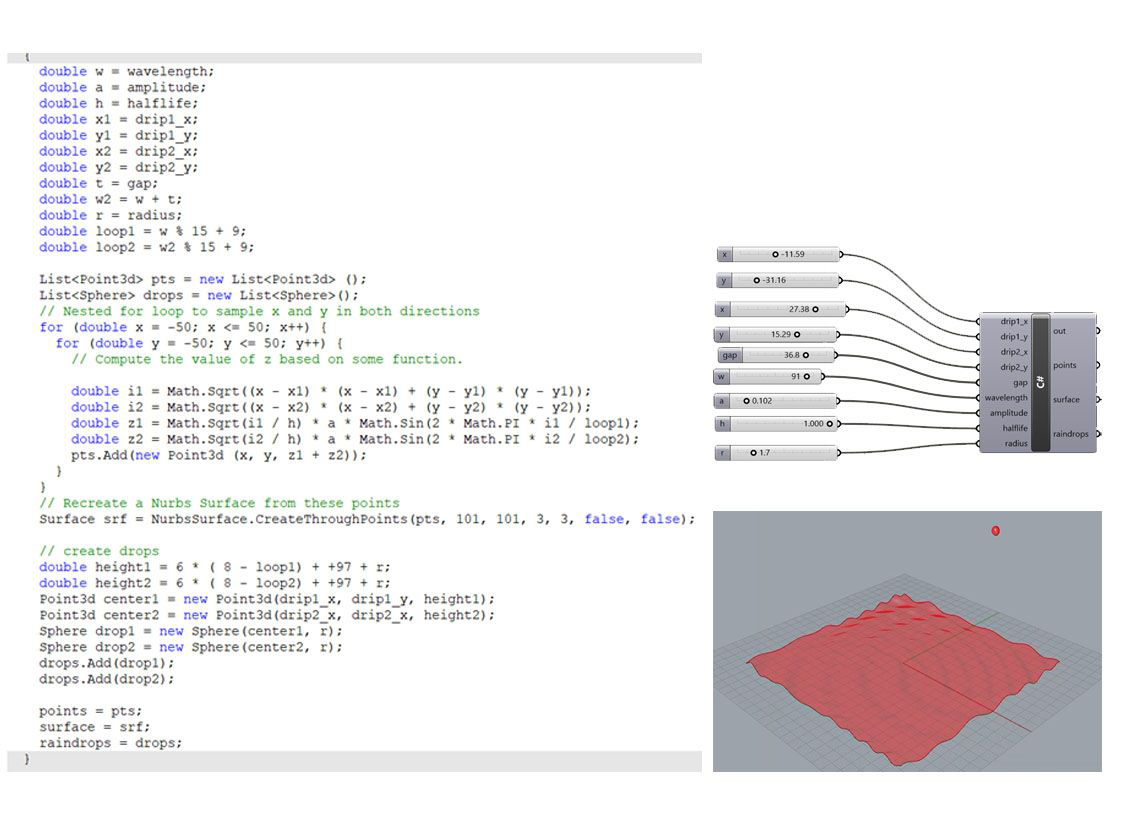 {
double w = wavelength;
double a = amplitude;
double h = halflife;
double x1 = drip1_x;
double y1 = drip1_y;
double x2 = drip2_x;
double y2 = drip2_y;
double t = gap;
double w2 = w + t;
double r = radius;
double loop1 = w % 15 + 9;
double loop2 = w2 % 15 + 9;
List<Point3d> pts = new List<Point3d> ();
List<Sphere> drops = new List<Sphere>();
// Nested for loop to sample x and y in both directions
for (double x = -50; x <= 50; x++) {
for (double y = -50; y <= 50; y++) {
// Compute the value of z based on some function.
double i1 = Math.Sqrt((x - x1) * (x - x1) + (y - y1) * (y - y1));
double i2 = Math.Sqrt((x - x2) * (x - x2) + (y - y2) * (y - y2));
double z1 = Math.Sqrt(i1 / h) * a * Math.Sin(2 * Math.PI * i1 / loop1);
double z2 = Math.Sqrt(i2 / h) * a * Math.Sin(2 * Math.PI * i2 / loop2);
pts.Add(new Point3d (x, y, z1 + z2));
}
}
// Recreate a Nurbs Surface from these points
Surface srf = NurbsSurface.CreateThroughPoints(pts, 101, 101, 3, 3, false, false);
// create drops
double height1 = 6 * ( 8 - loop1) + +97 + r;
double height2 = 6 * ( 8 - loop2) + +97 + r;
Point3d center1 = new Point3d(drip1_x, drip1_y, height1);
Point3d center2 = new Point3d(drip2_x, drip2_x, height2);
Sphere drop1 = new Sphere(center1, r);
Sphere drop2 = new Sphere(center2, r);
drops.Add(drop1);
drops.Add(drop2);
points = pts;
surface = srf;
raindrops = drops;
}
x -11.59
y -31.16
x 27.38
y 15.29
gap 36.8
w 91
a 0.102
h 1.000
r 1.7
drip1_x
drip1_y
drip2_x
drip2_y
gap
wavelength
amplitude
halflife
radius
C#
out
points
surface
raindrops